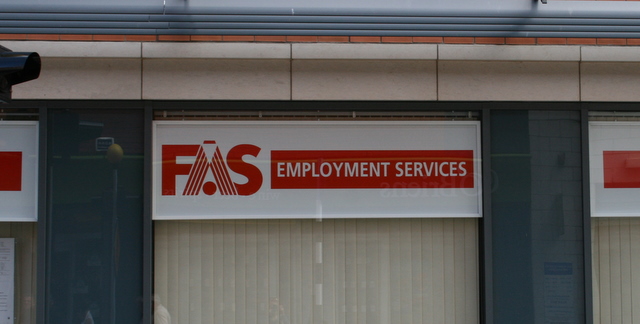 FÁS EMPLOYMENT SERVICES